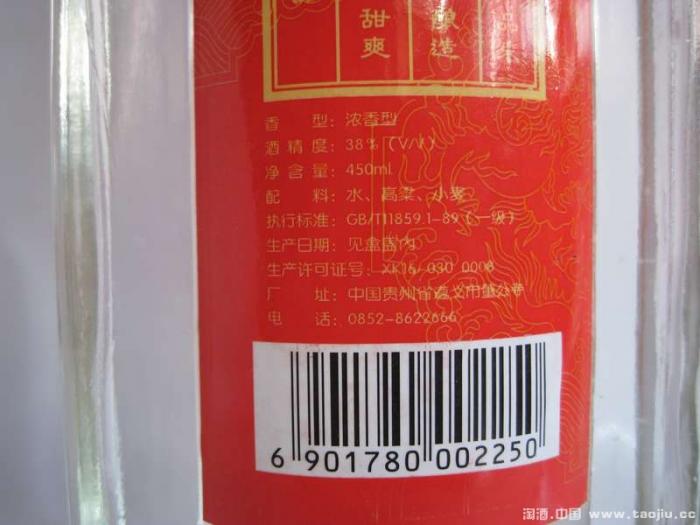 甜爽
酿造
香 型：浓香型
酒精度：38%（V/V）
净含量：450ml
配 料：水、高粱、小麦
执行标准：GB/T11859.1-89（一级）
生产日期：见盒盖内
生产许可证号：XK16-030 0008
厂 址：中国贵州省遵义市董公寺
电 话：0852-8622666
6 901780 002250
淘酒.中国 www.taojiu.cc